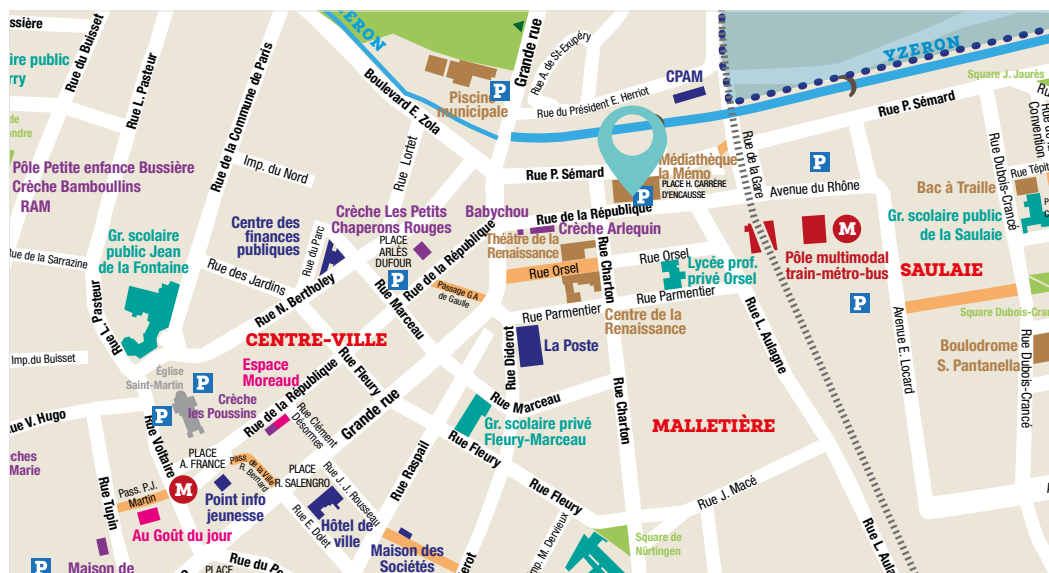 ssière
Rue du Buisset
ire public
rry
Rue L. Pasteur
Rue de la Commune de Paris
YZERON
Boulevard E. Zola
Piscine
municipale
P
Grande rue
Rue A. de St-Exupéry
CPAM
Rue du Président E. Herriot
YZERON
Square J. Jaurès
Rue P. Sémard
Convention
de
andre
Pôle Petite enfance Bussière
Crèche Bamboullins
RAM
Imp. du Nord
Rue Lortet
Rue P. Sémard
Médiathèque
la Mémo
PLACE H. CARRÈRE
D'ENCAUSSE
P
Rue de la Gare
P
Avenue du Rhône
Rue Dubois-Crancé
Rue Tépit
Bac à Traille
Gr. scolaire public
de la Saulaie
Centre des
finances
publiques
Crèche Les Petits
Chaperons Rouges
Babychou
Crèche Arlequin
Rue de la République
Gr. scolaire
public Jean
de la Fontaine
Rue du Parc
PLACE
ARLÈS
DUFOUR
P
Rue de la République
Théâtre de la
Renaissance
Rue Orsel
Rue Charton
Rue Orsel
Lycée prof.
privé Orsel
M
Pôle multimodal
train-métro-bus
SAULAIE
ue de la Sarrazine
Rue des Jardins
Rue N. Bertholey
Rue Marceau
Passage G.A
de Gaulle
Rue Parmentier
Rue Parmentier
Centre de la
Renaissance
P
Square Dubois-Cra
Rue L. Pasteur
CENTRE-VILLE
Rue Diderot
La Poste
Rue L. Aulagne
Avenue E. Locard
Boulodrome
S. Pantanella
Rue Dubois-Crancé
Imp.du Buisset
Église
Saint-Martin
P
Espace
Moreaud
Rue Fleury
Crèche
les Poussins
Rue de la République
Rue Clément
Désormes
Grande rue
Rue Marceau
Gr. scolaire privé
Fleury-Marceau
Rue Charton
MALLETIÈRE
ue V. Hugo
P
Rue Voltaire
Rue Fleury
Rue Raspail
ches
Marie
PLACE
A. FRANCE
Pass. de la Ville
R. Bernard
PLACE
R. SALENGRO
Rue J. J. Rousseau
Rue Fleury
Rue J. Macé
Rue Tupin
Pass. P.J.
Martin
M
Point info
jeunesse
Au Goût du jour
Rue E. Dolet
Hôtel de
ville
Maison des
Sociétés
Imp. M. Dervieux
Square de
Nürtingen
Rue L. Aula
P
Maison de
PLACE
Rue du Po
derot